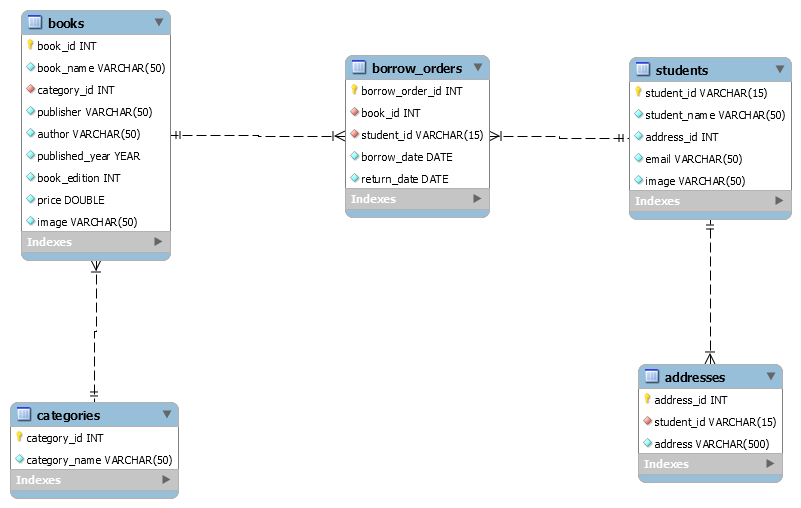 books
book_id INT
book_name VARCHAR(50)
category_id INT
publisher VARCHAR(50)
author VARCHAR(50)
published_year YEAR
book_edition INT
price DOUBLE
image VARCHAR(50)
Indexes
borrow_orders
borrow_order_id INT
book_id INT
student_id VARCHAR(15)
borrow_date DATE
return_date DATE
Indexes
students
student_id VARCHAR(15)
student_name VARCHAR(50)
address_id INT
email VARCHAR(50)
image VARCHAR(50)
Indexes
categories
category_id INT
category_name VARCHAR(50)
Indexes
addresses
address_id INT
student_id VARCHAR(15)
address VARCHAR(500)
Indexes